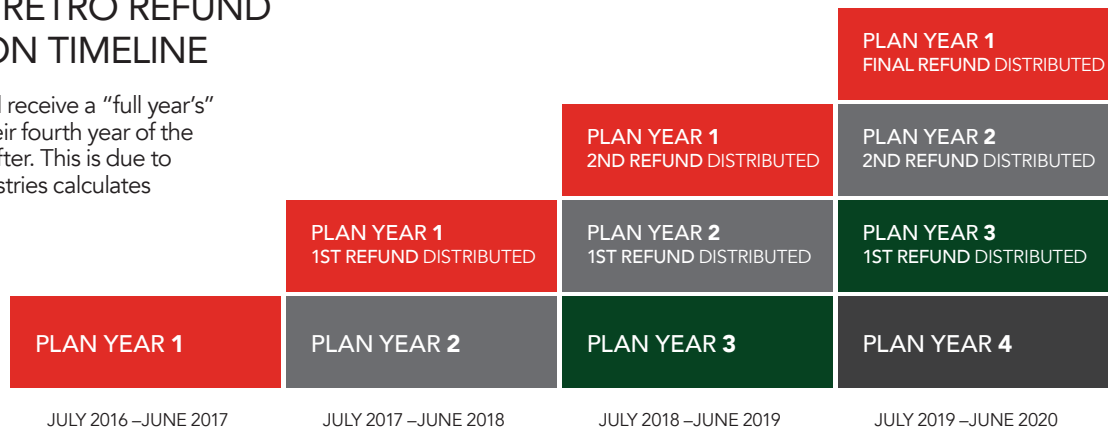 RETRO REFUND
ON TIMELINE
receive a “full year’s”
fourth year of the
This is due to
calculates
PLAN YEAR 1
FINAL REFUND DISTRIBUTED
PLAN YEAR 1
2ND REFUND DISTRIBUTED
PLAN YEAR 2
2ND REFUND DISTRIBUTED
PLAN YEAR 1
1ST REFUND DISTRIBUTED
PLAN YEAR 2
1ST REFUND DISTRIBUTED
PLAN YEAR 3
1ST REFUND DISTRIBUTED
PLAN YEAR 1
PLAN YEAR 2
PLAN YEAR 3
PLAN YEAR 4
JULY 2016 –JUNE 2017
JULY 2017 –JUNE 2018
JULY 2018 –JUNE 2019
JULY 2019 –JUNE 2020